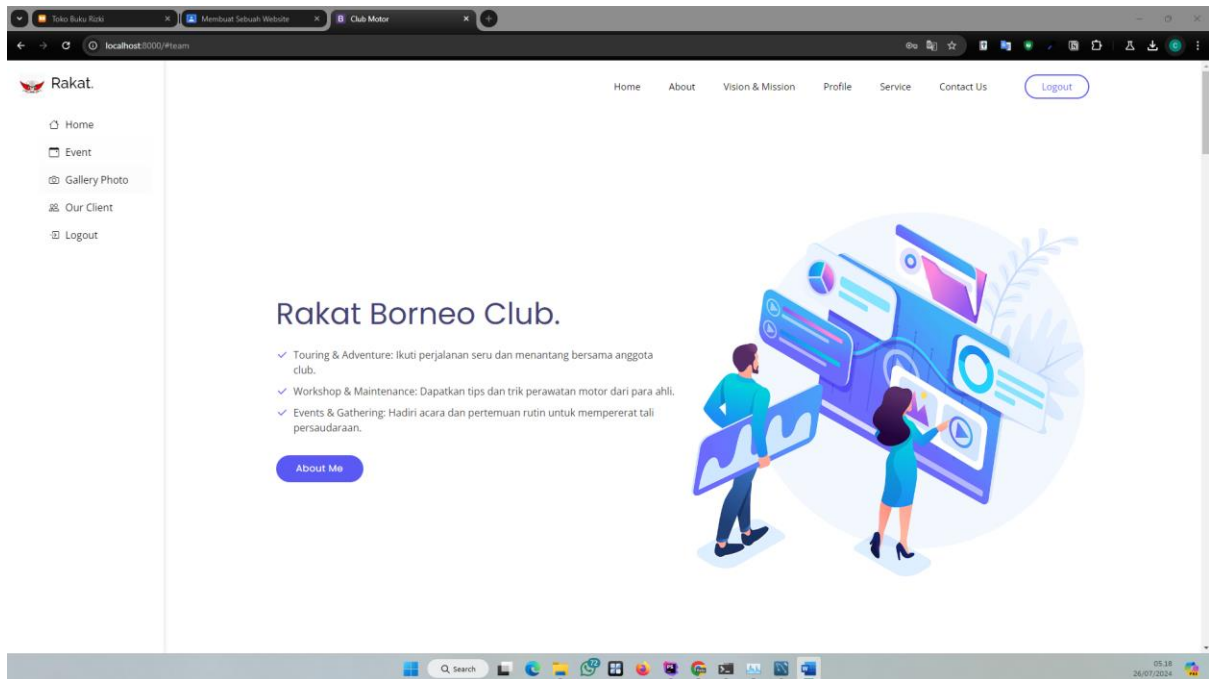 Toko Buku Rizki
Membuat Sebuah Website
Club Motor
localhost:8000/#team
Rakat.
Home
About
Vision & Mission
Profile
Service
Contact Us
Logout
Home
Event
Gallery Photo
Our Client
Logout
Rakat Borneo Club.
Touring & Adventure: Ikuti perjalanan seru dan menantang bersama anggota
club.
Workshop & Maintenance: Dapatkan tips dan trik perawatan motor dari para ahli.
Events & Gathering: Hadiri acara dan pertemuan rutin untuk mempererat tali
persaudaraan.
About Me
Search
05.18
26/07/2024